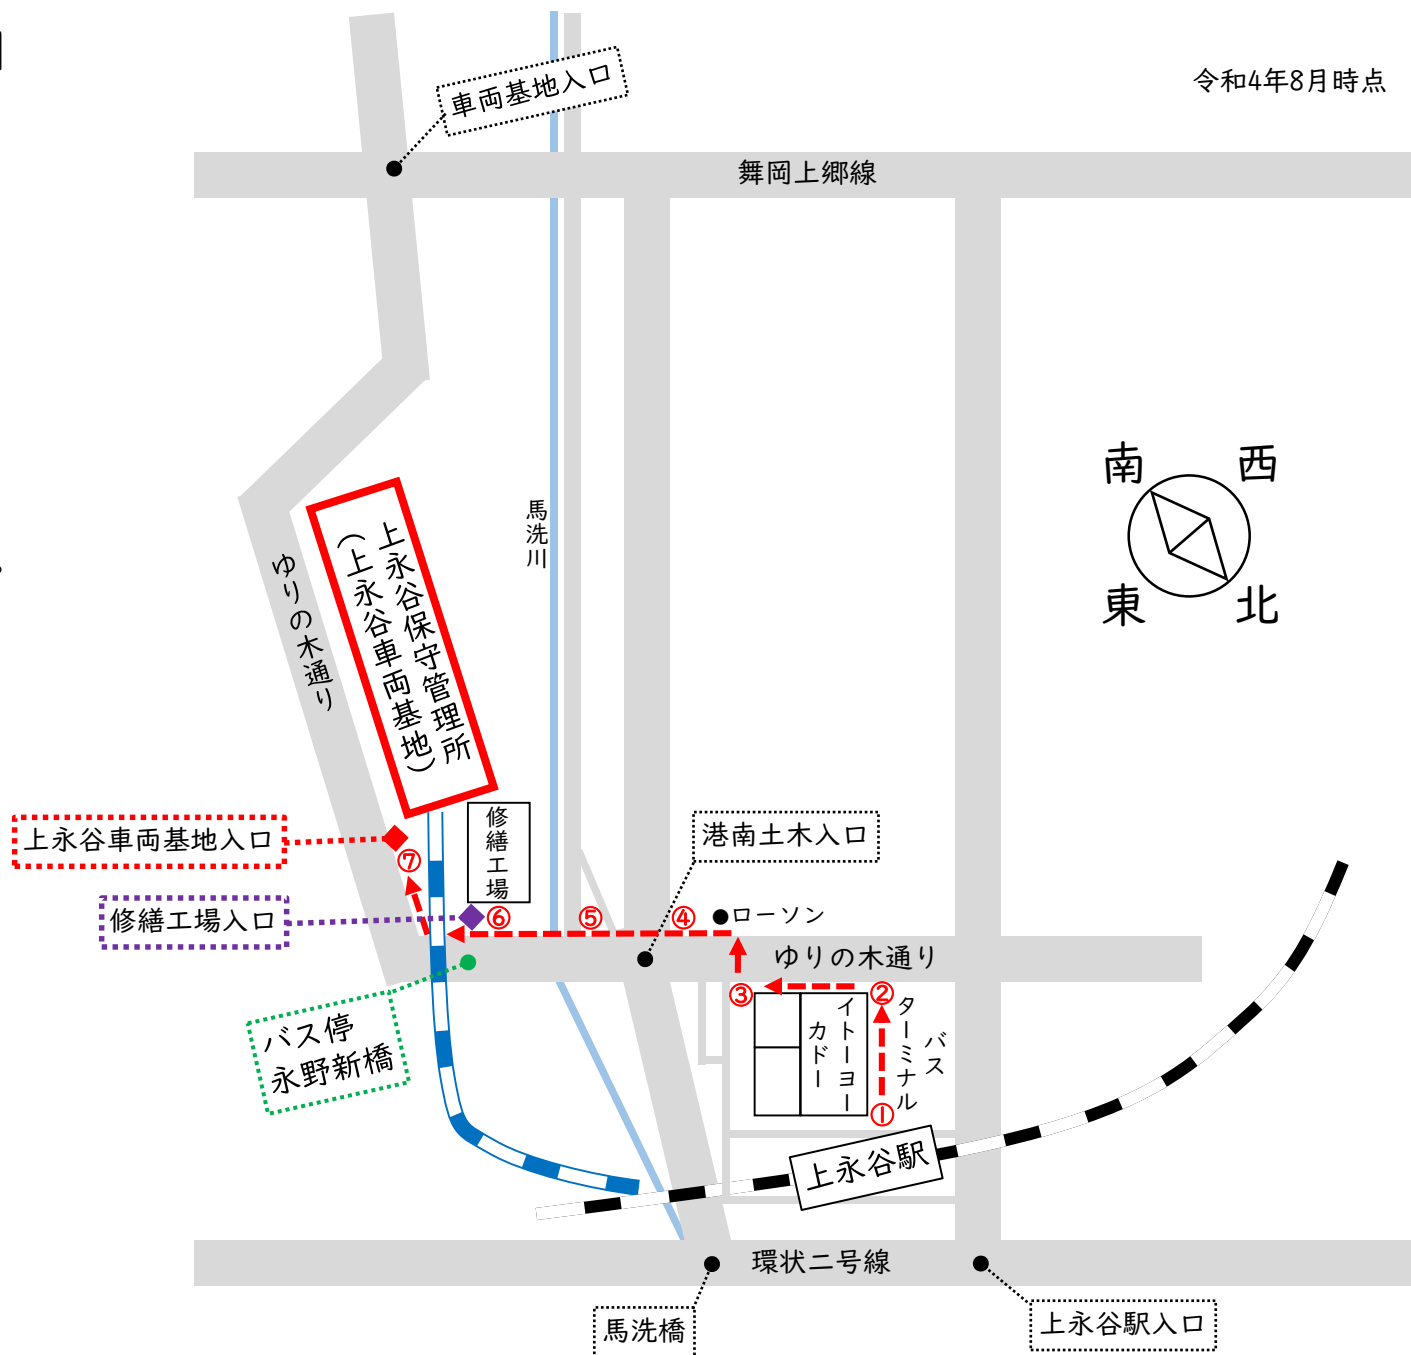 令和4年8月時点
車両基地入口
舞岡上郷線
南
西
東
北
馬洗川
ゆりの木通り
上永谷保守管理所
（上永谷車両基地）
修繕工場
上永谷車両基地入口
⑦
修繕工場入口
⑥
⑤
④
港南土木入口
ローソン
ゆりの木通り
③
②
①
イトーヨー
カドー
バス
ターミナル
バス停
永野新橋
上永谷駅
環状二号線
馬洗橋
上永谷駅入口